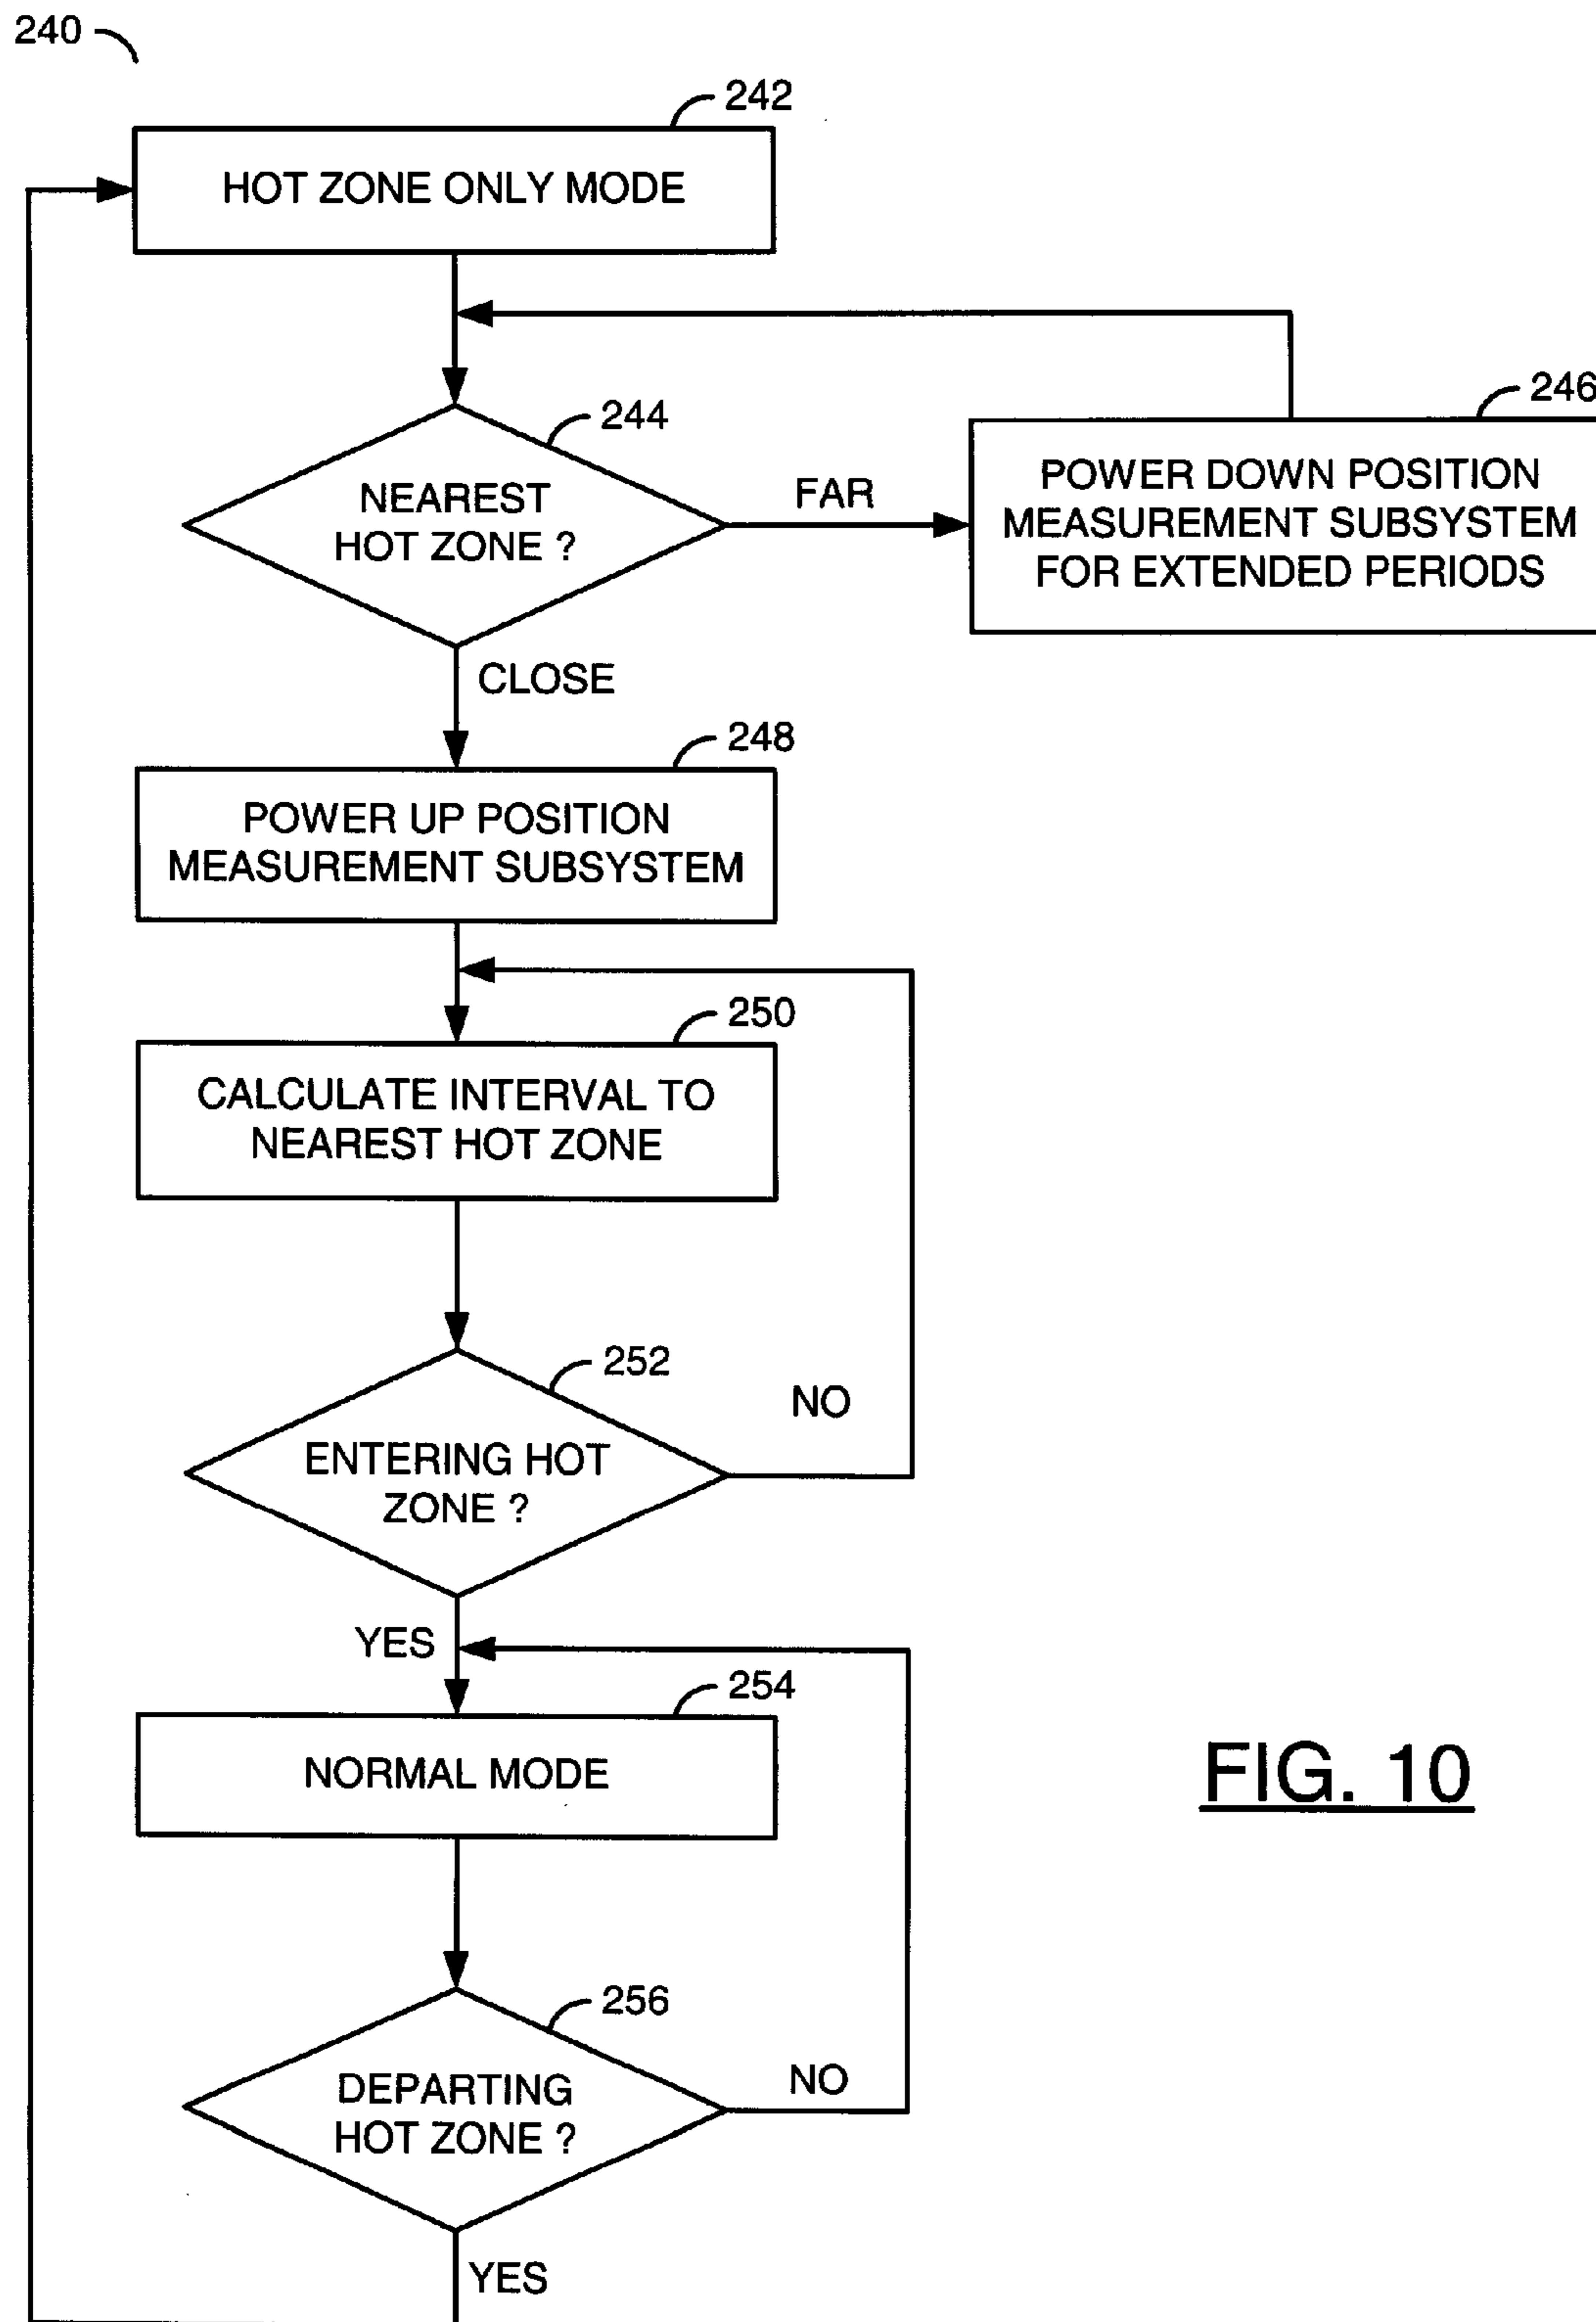 240
242
HOT ZONE ONLY MODE
244
NEAREST
HOT ZONE ?
FAR
246
POWER DOWN POSITION
MEASUREMENT SUBSYSTEM
FOR EXTENDED PERIODS
CLOSE
248
POWER UP POSITION
MEASUREMENT SUBSYSTEM
250
CALCULATE INTERVAL TO
NEAREST HOT ZONE
252
ENTERING HOT
ZONE ?
NO
YES
254
NORMAL MODE
FIG. 10
256
DEPARTING
HOT ZONE ?
NO
YES